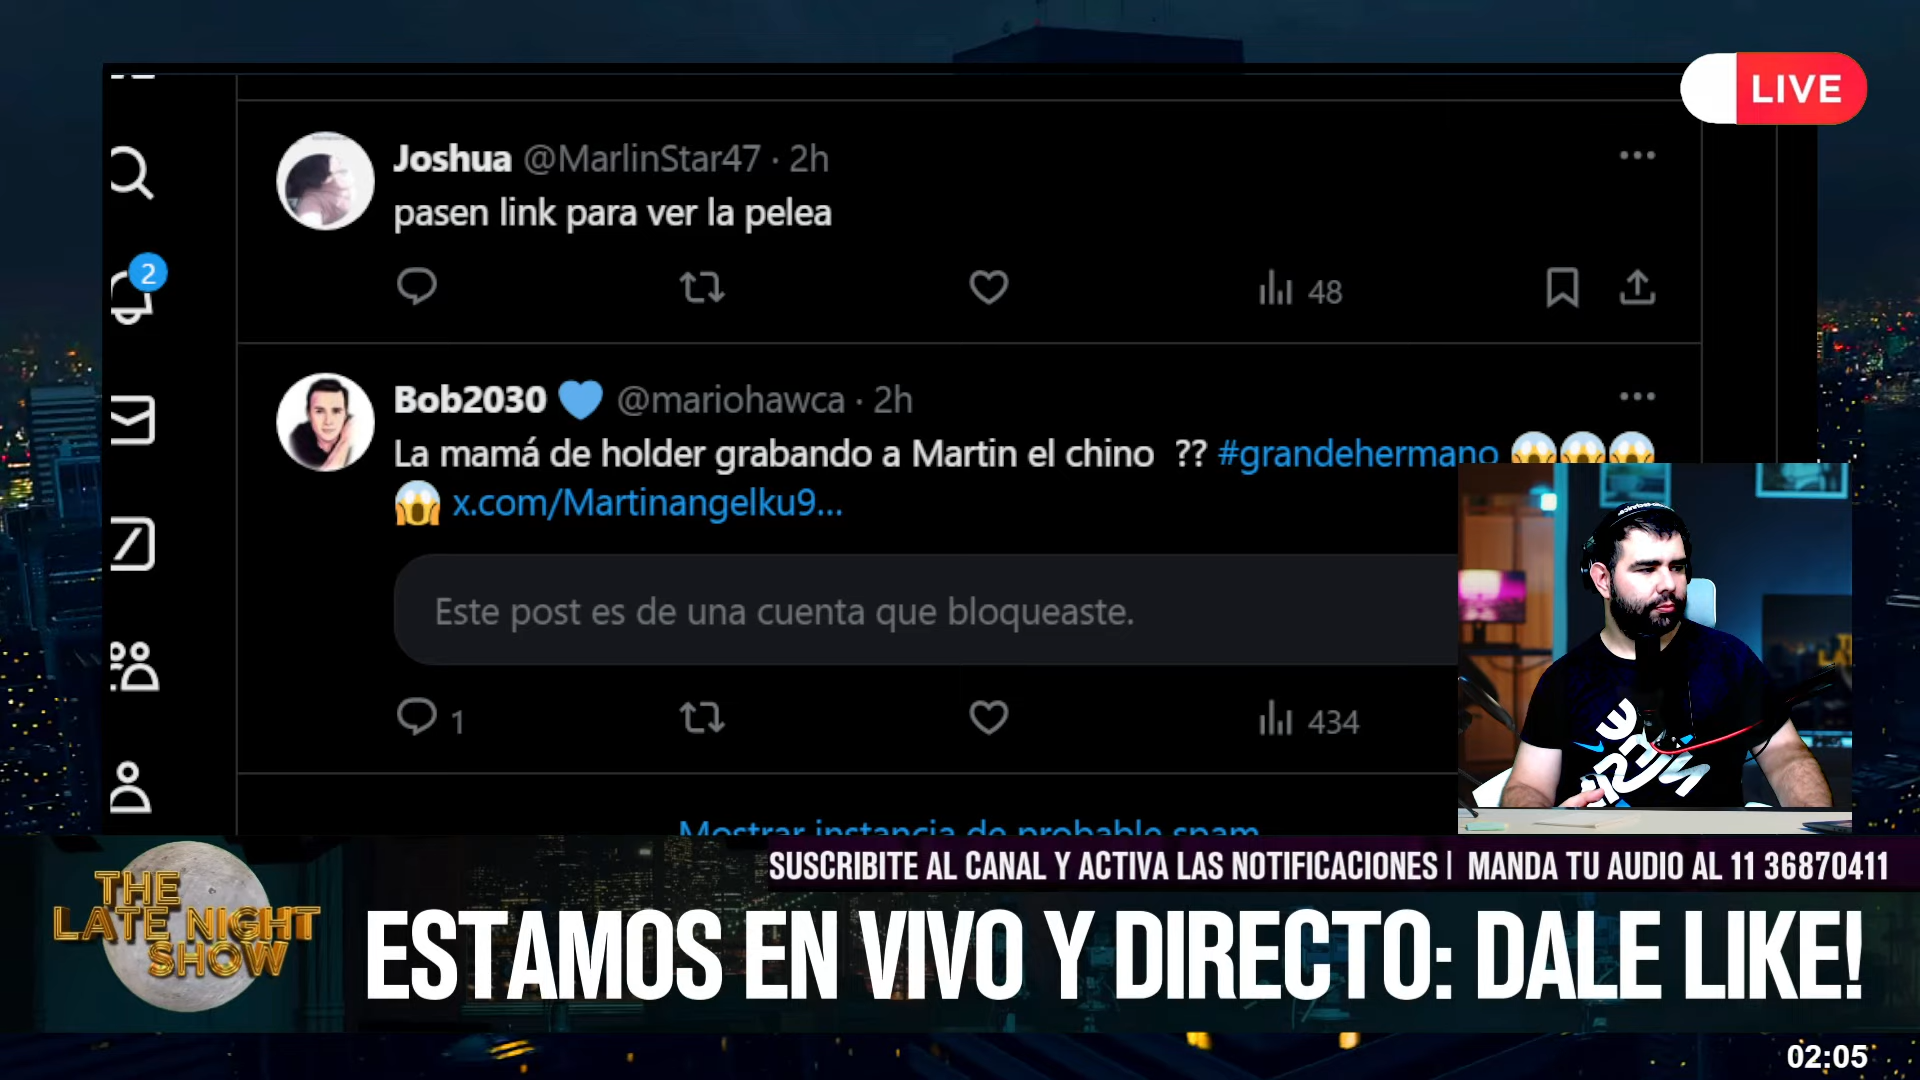 LIVE
Joshua @MarlinStar47 · 2h
pasen link para ver la pelea
48
2
Bob2030 💙 @mariohawca · 2h
La mamá de holder grabando a Martin el chino ?? #grandehermano 😱😱😱
😱 x.com/Martinangelku9...
Este post es de una cuenta que bloqueaste.
1
434
Mostrar instancia de probable spam
SUSCRIBITE AL CANAL Y ACTIVA LAS NOTIFICACIONES | MANDA TU AUDIO AL 11 36870411
THE
LATE NIGHT
SHOW
ESTAMOS EN VIVO Y DIRECTO: DALE LIKE!
02:05